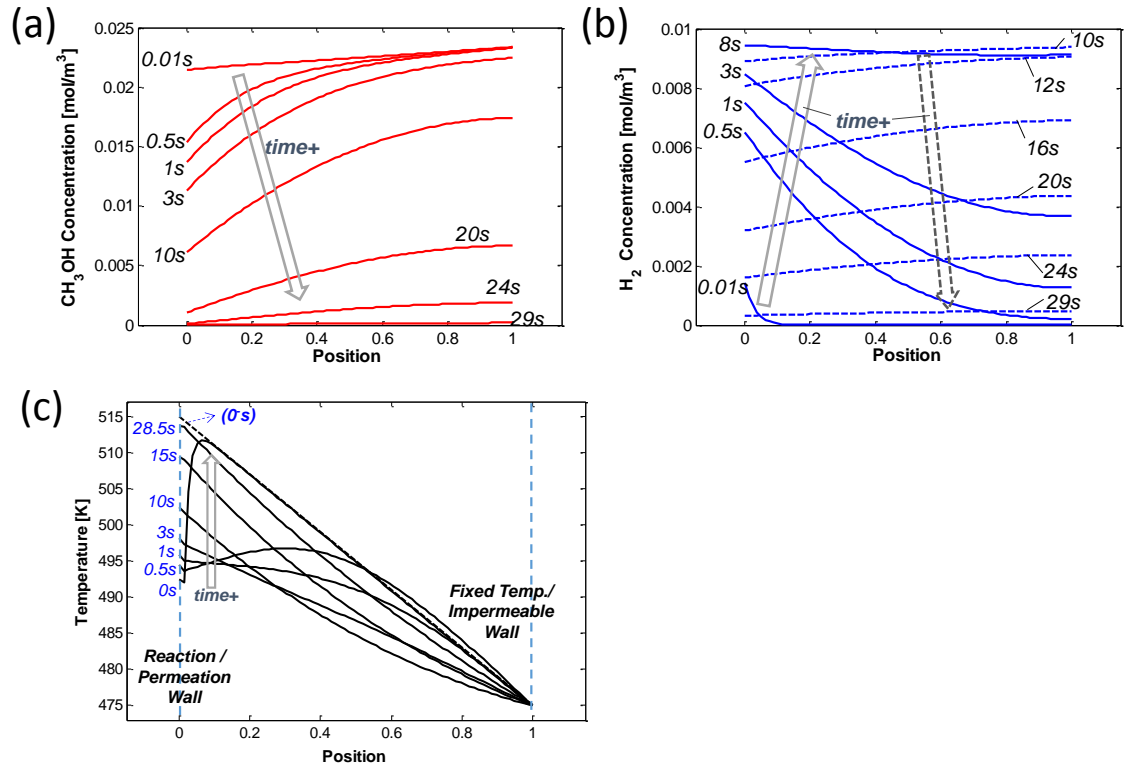 (a)
0.025
0.02
0.015
0.01
0.005
0
CH3OH Concentration [mol/m3]
0.01s
0.5s
1s
3s
10s
time+
20s
24s
29s
0
0.2
0.4
0.6
0.8
1
Position
(b)
0.01
0.008
0.006
0.004
0.002
0
H2 Concentration [mol/m3]
8s
3s
1s
0.5s
0.01s
time+
10s
12s
16s
20s
24s
29s
0
0.2
0.4
0.6
0.8
1
Position
(c)
515
510
505
500
495
490
485
480
475
Temperature [K]
(0-s)
28.5s
15s
10s
3s
1s
0.5s
0s
time+
Reaction /
Permeation
Wall
Fixed Temp./
Impermeable
Wall
0
0.2
0.4
0.6
0.8
1
Position